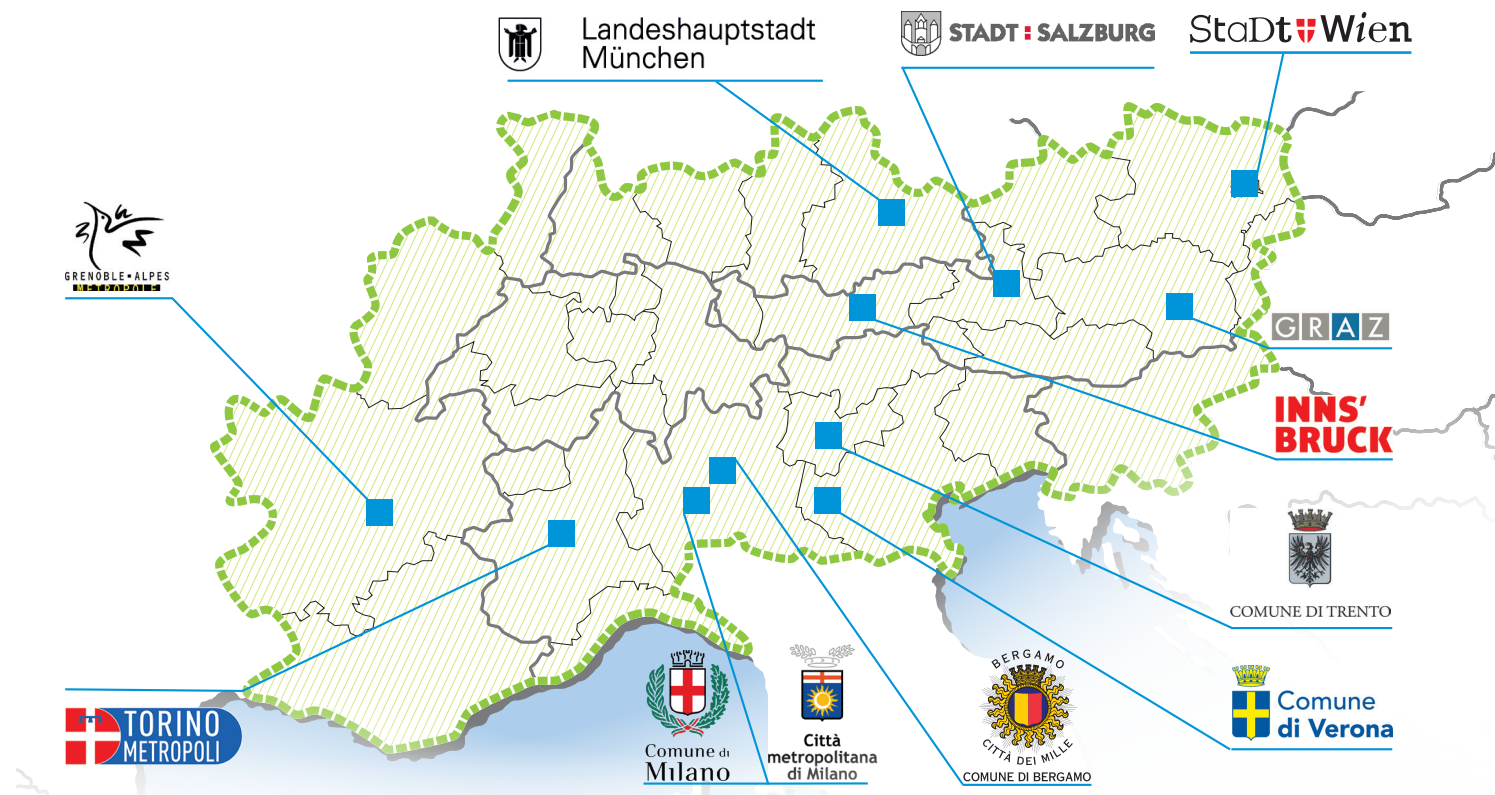 Landeshauptstadt
München
STADT : SALZBURG
StaDt Wien
GRENOBLE-ALPES
METROPOLE
GRAZ
INNS'
BRUCK
COMUNE DI TRENTO
Comune
di Verona
BERGAMO
CITTÀ DEI MILLE
COMUNE DI BERGAMO
Città
metropolitana
di Milano
Comune di
Milano
TORINO
METROPOLI